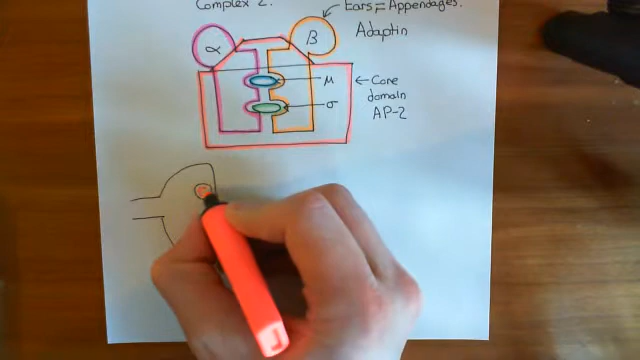 Complex 2.
Ears = Appendages.
α
β
Adaptin
μ
σ
Core
domain
AP-2